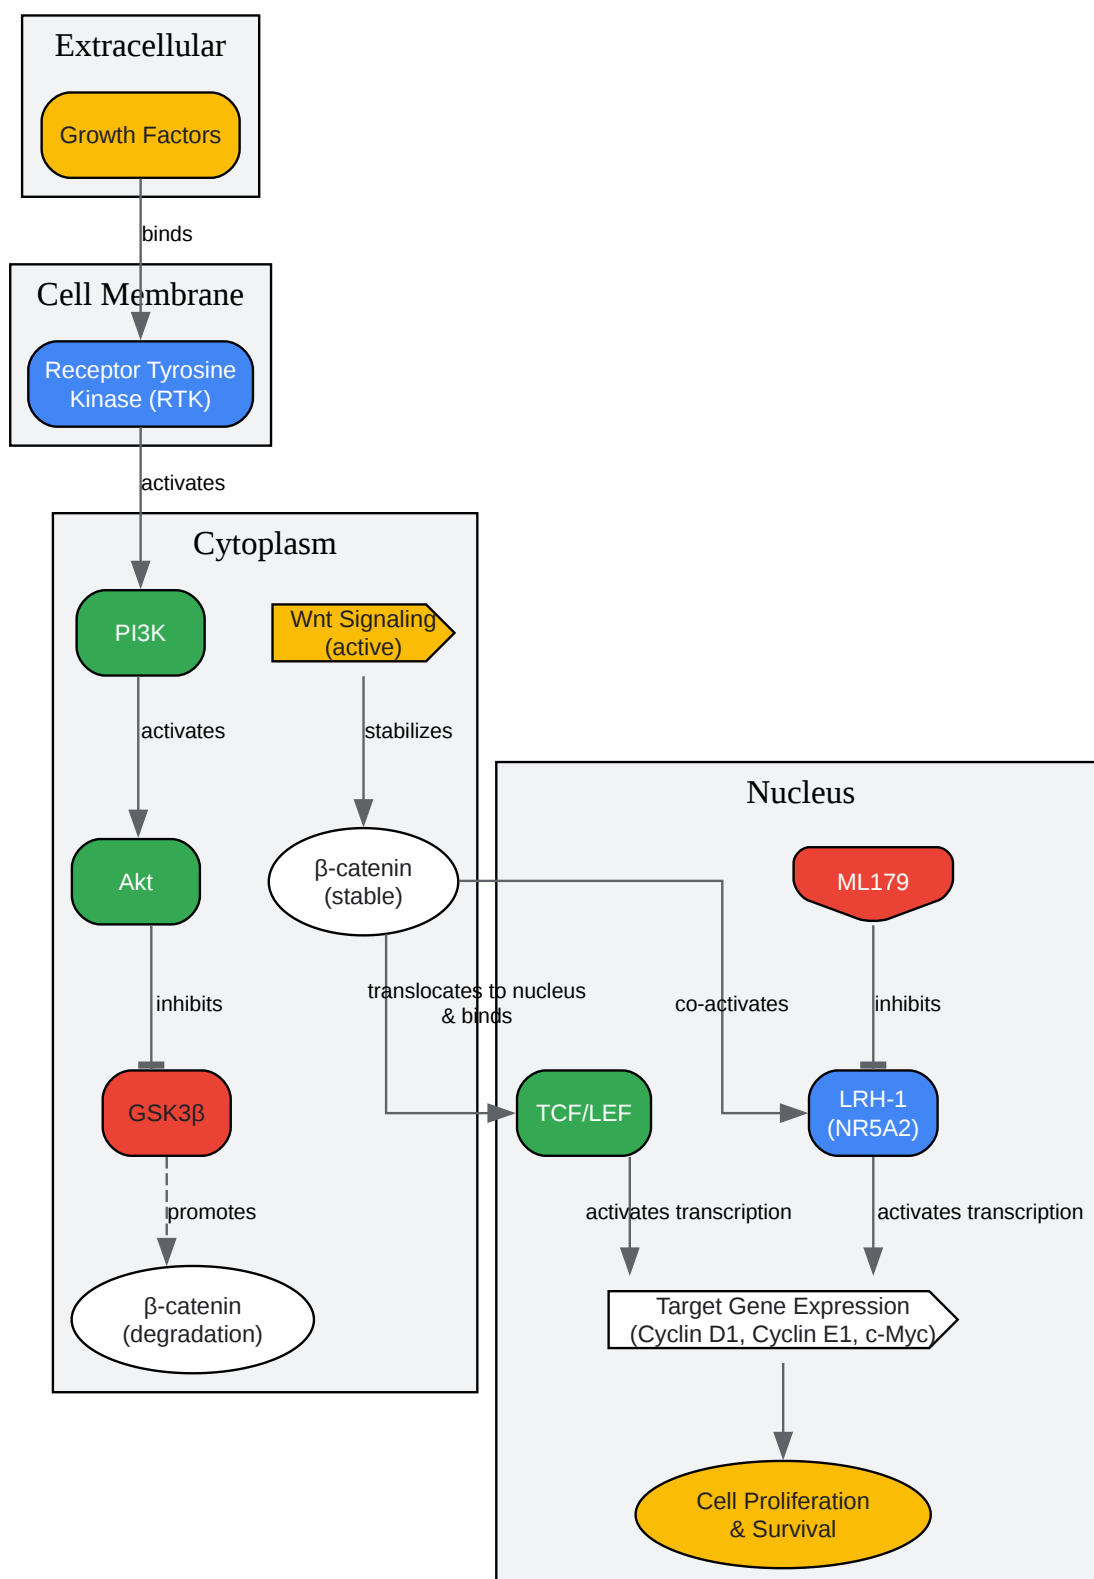 Extracellular
Growth Factors
binds
Cell Membrane
Receptor Tyrosine
Kinase (RTK)
activates
Cytoplasm
PI3K
Wnt Signaling
(active)
activates
stabilizes
Nucleus
Akt
β-catenin
(stable)
ML179
inhibits
translocates to nucleus
& binds
co-activates
inhibits
GSK3β
TCF/LEF
LRH-1
(NR5A2)
promotes
activates transcription
activates transcription
β-catenin
(degradation)
Target Gene Expression
(Cyclin D1, Cyclin E1, c-Myc)
Cell Proliferation
& Survival